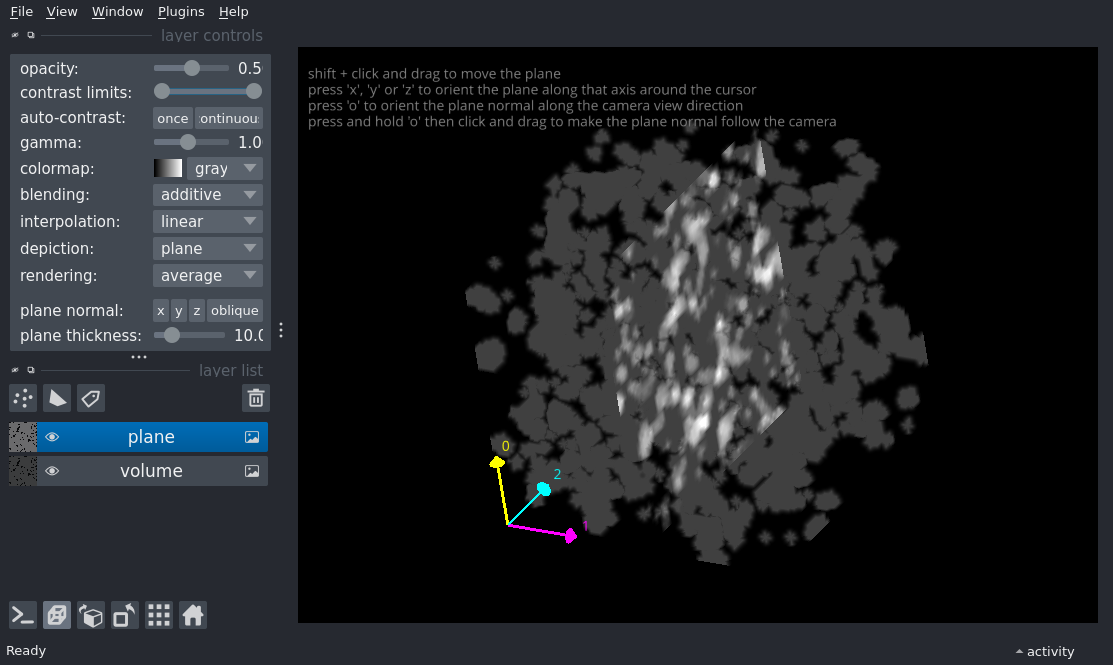 File View Window Plugins Help
layer controls
opacity: 0.5
contrast limits:
auto-contrast: once ontinuou
gamma: 1.0
colormap: gray
blending: additive
interpolation: linear
depiction: plane
rendering: average
plane normal: x y z oblique
plane thickness: 10.0
layer list
plane
volume
shift + click and drag to move the plane
press 'x', 'y' or 'z' to orient the plane along that axis around the cursor
press 'o' to orient the plane normal along the camera view direction
press and hold 'o' then click and drag to make the plane normal follow the camera
0
2
1
Ready
activity